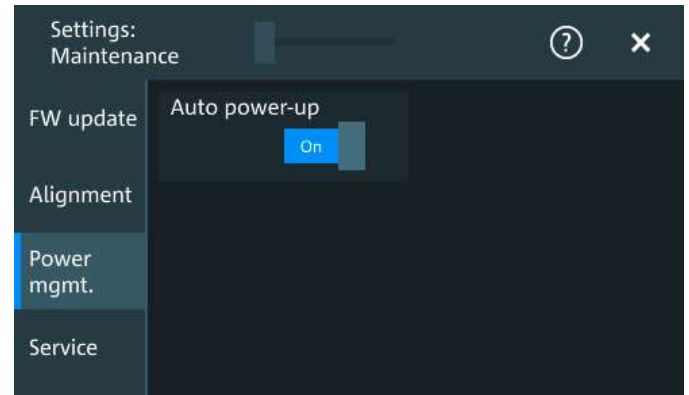 Settings:
Maintenance
?
FW update
Auto power-up
On
Alignment
Power
mgmt.
Service